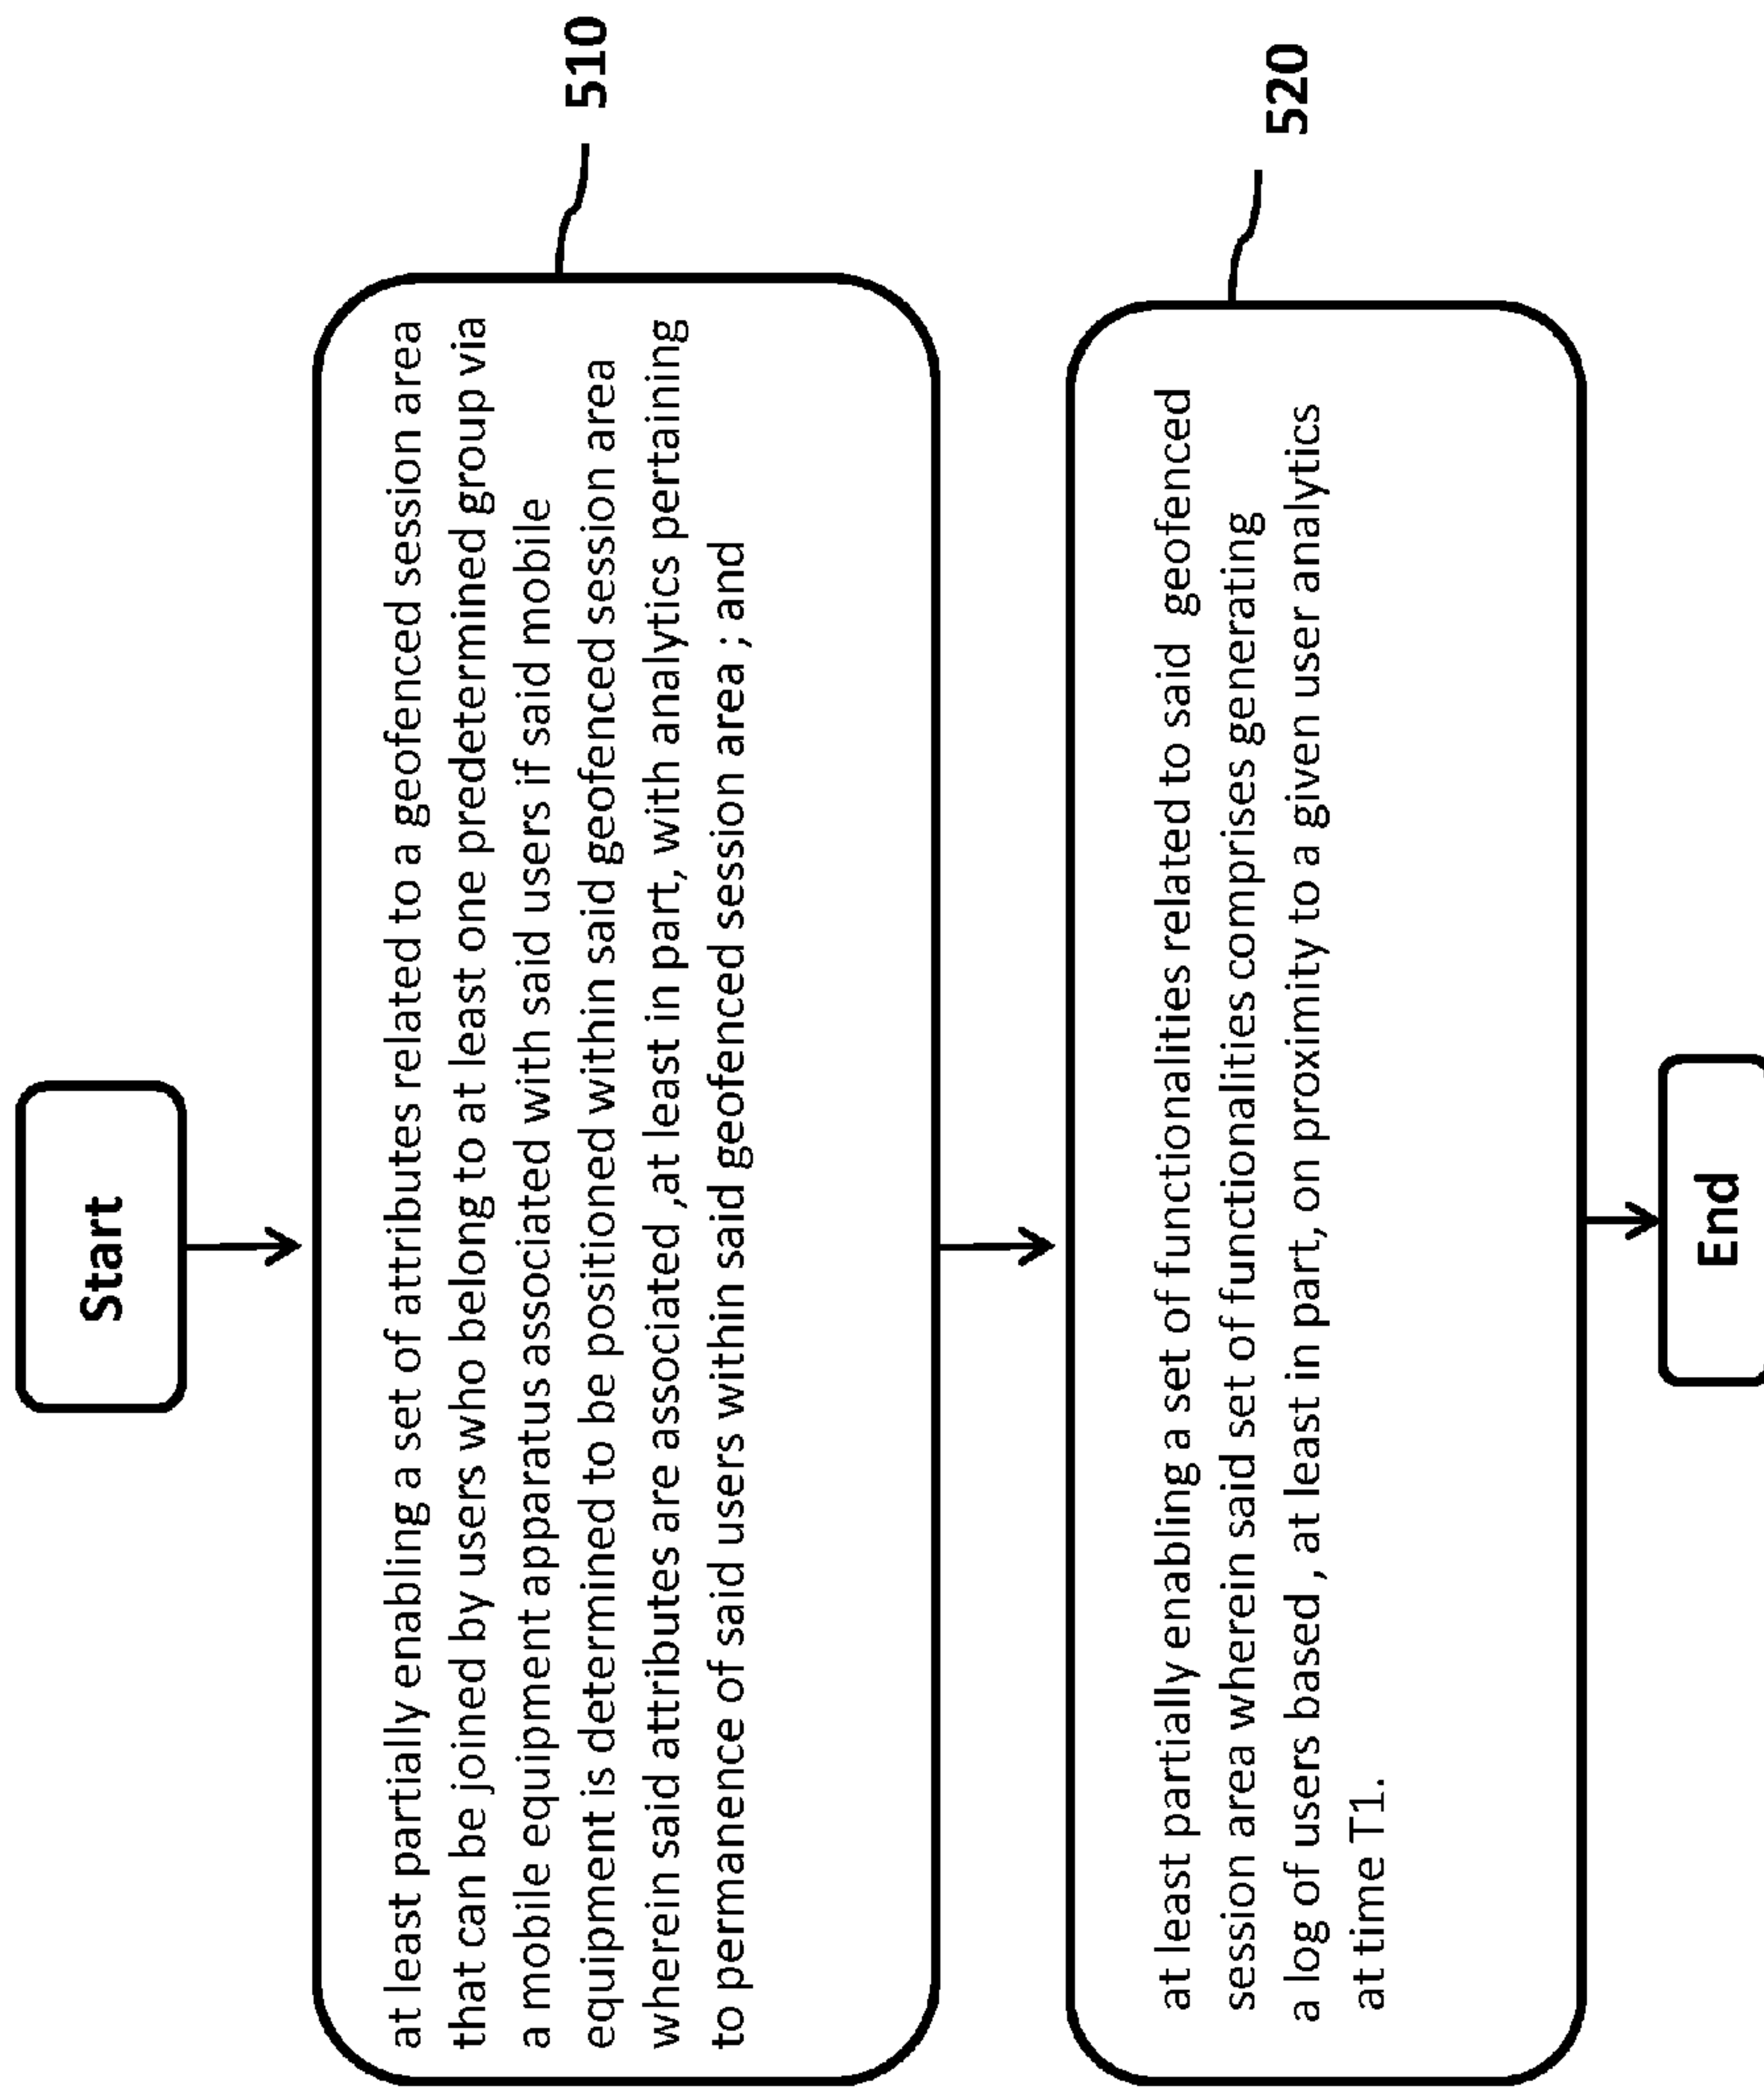 Start
at least partially enabling a set of attributes related to a geofenced session area
that can be joined by users who belong to at least one predetermined group via
a mobile equipment apparatus associated with said users if said mobile
equipment is determined to be positioned within said geofenced session area
wherein said attributes are associated ,at least in part, with analytics pertaining
to permanence of said users within said geofenced session area ; and
510
at least partially enabling a set of functionalities related to said  geofenced
session area wherein said set of functionalities comprises generating
a log of users based , at least in part, on proximity to a given user analytics
at time T1.
520
End